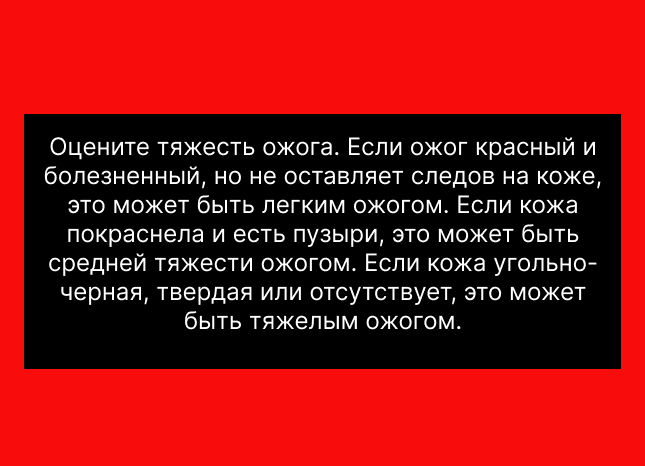 Оцените тяжесть ожога. Если ожог красный и
болезненный, но не оставляет следов на коже,
это может быть легким ожогом. Если кожа
покраснела и есть пузыри, это может быть
средней тяжести ожогом. Если кожа угольно-
черная, твердая или отсутствует, это может
быть тяжелым ожогом.